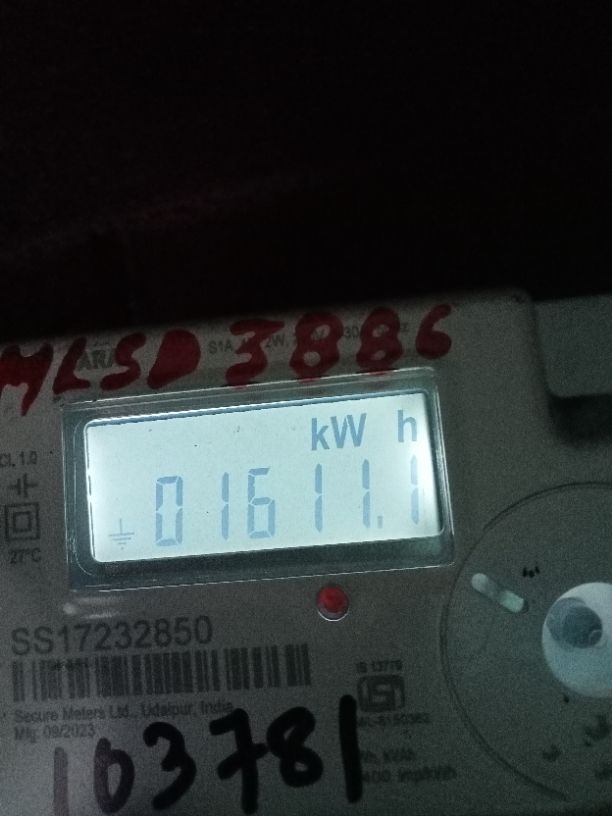 MLSD 3886
CL 1.0
kW h
01611.1
27°C
SS17232850
IS 13779
Secure Meters Ltd., Udaipur, India
Mfg: 09/2023
103781